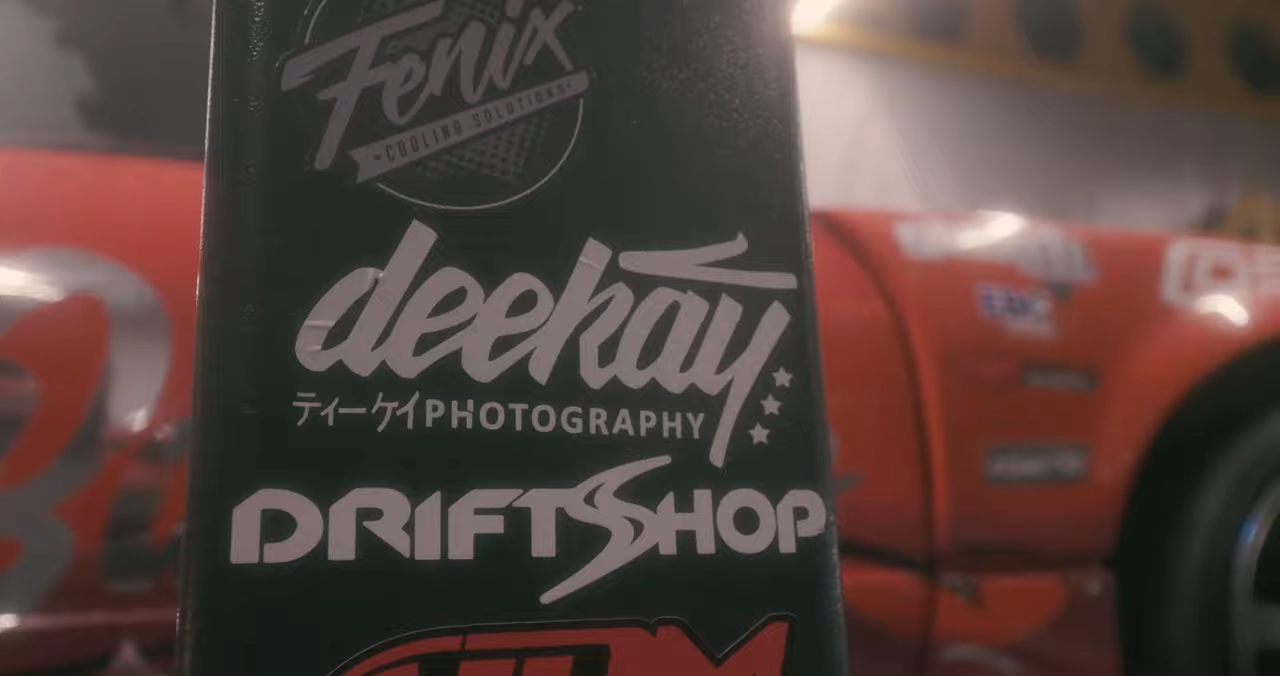 Fenix
COOLING SOLUTIONS
deekay
ティーケイPHOTOGRAPHY
DRIFTSHOP
EBC